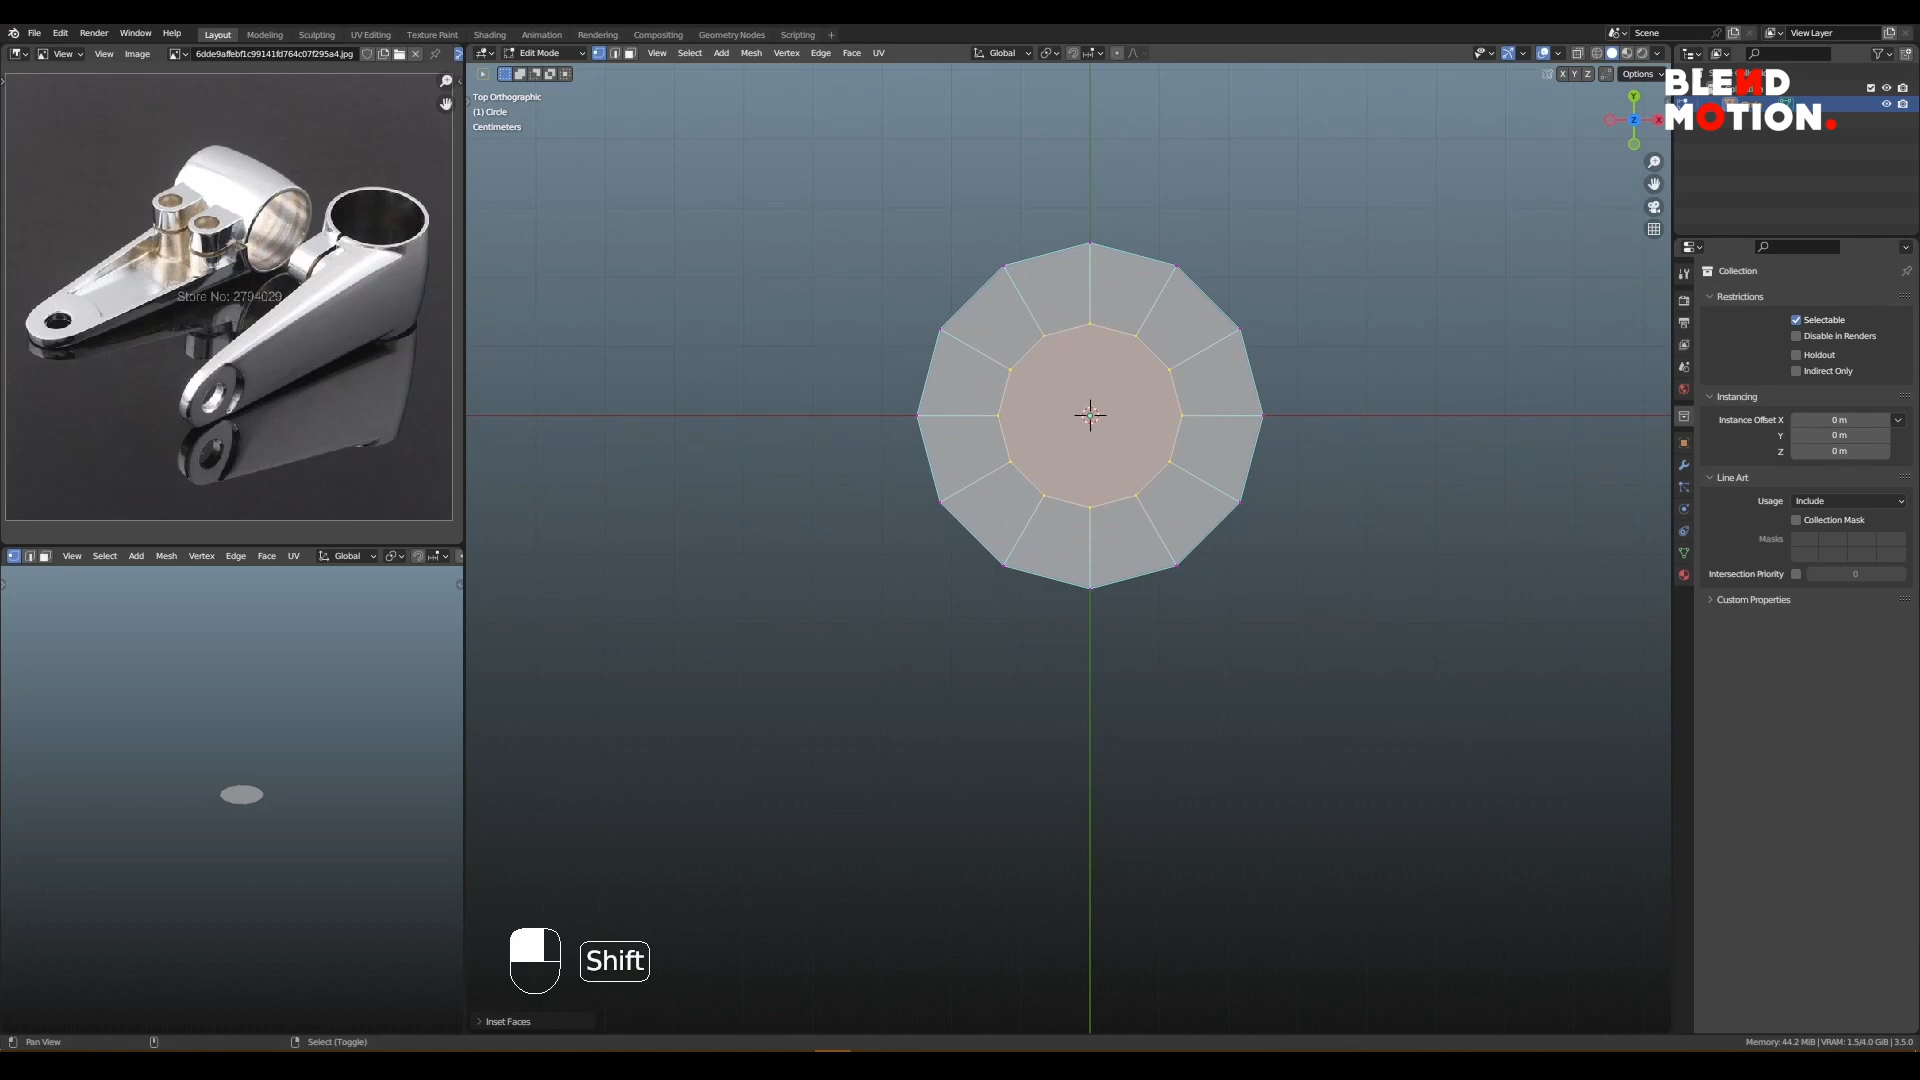 File Edit Render Window Help Layout Modeling Sculpting UV Editing Texture Paint Shading Animation Rendering Compositing Geometry Nodes Scripting + Scene View Layer
View View Image 6dde9affebf1c99141fd764c07f295a4.jpg Edit Mode View Select Add Mesh Vertex Edge Face UV Global
X Y Z Options
BLEND
MOTION.
Top Orthographic
(1) Circle
Centimeters
Y
Z
X
Store No: 2794029
Collection
Restrictions
Selectable
Disable in Renders
Holdout
Indirect Only
Instancing
Instance Offset X 0 m
Y 0 m
Z 0 m
Line Art
Usage Include
Collection Mask
Masks
Intersection Priority 0
Custom Properties
View Select Add Mesh Vertex Edge Face UV Global
Shift
Inset Faces
Pan View Select (Toggle) Memory: 44.2 MiB | VRAM: 1.5/4.0 GiB | 3.5.0